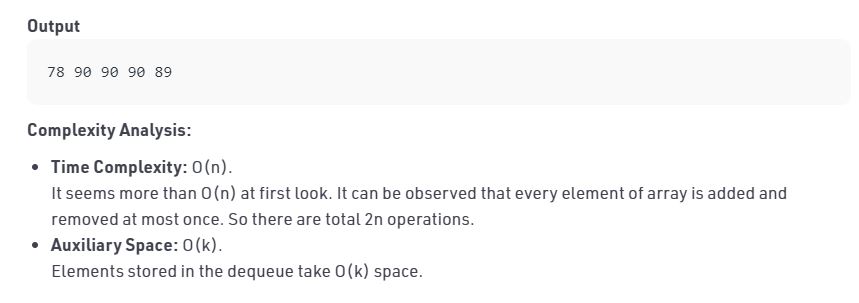 Output
78 90 90 90 89
Complexity Analysis:
• Time Complexity: O(n).
It seems more than O(n) at first look. It can be observed that every element of array is added and
removed at most once. So there are total 2n operations.
• Auxiliary Space: O(k).
Elements stored in the dequeue take O(k) space.